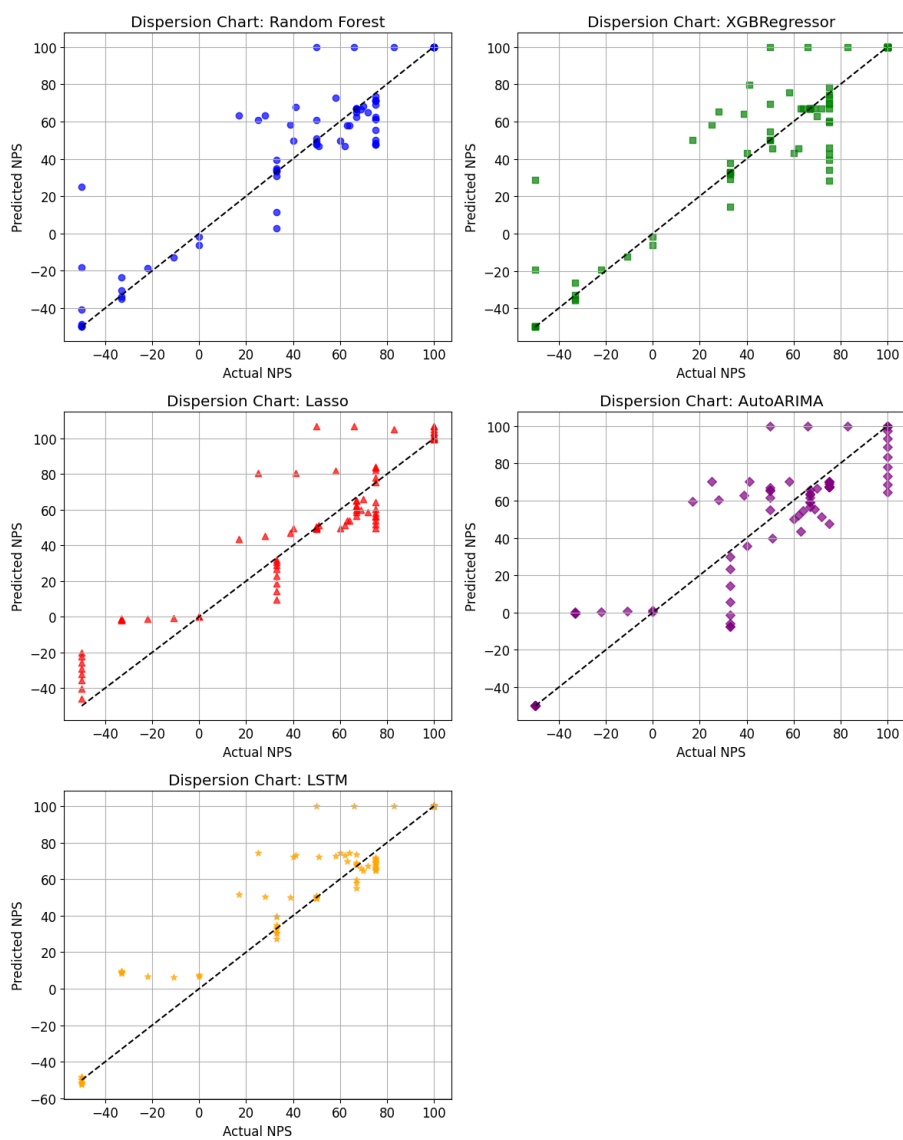 Dispersion Chart: Random Forest
100
80
60
40
20
0
−20
−40
Predicted NPS
−40 −20 0 20 40 60 80 100
Actual NPS
Dispersion Chart: XGBRegressor
100
80
60
40
20
0
−20
−40
Predicted NPS
−40 −20 0 20 40 60 80 100
Actual NPS
Dispersion Chart: Lasso
100
80
60
40
20
0
−20
−40
Predicted NPS
−40 −20 0 20 40 60 80 100
Actual NPS
Dispersion Chart: AutoARIMA
100
80
60
40
20
0
−20
−40
Predicted NPS
−40 −20 0 20 40 60 80 100
Actual NPS
Dispersion Chart: LSTM
100
80
60
40
20
0
−20
−40
−60
Predicted NPS
−40 −20 0 20 40 60 80 100
Actual NPS